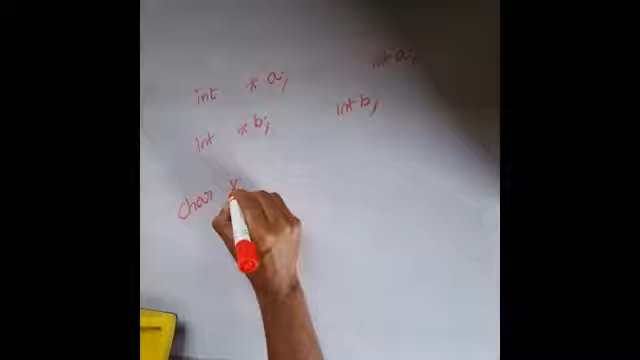 int *a; int a;
int *b; int b;
char *